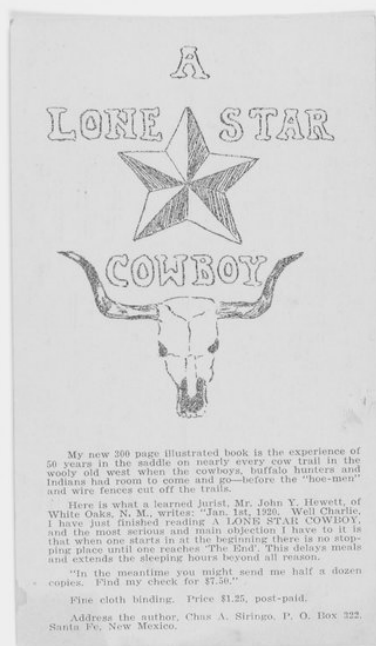 A
LONE STAR
COWBOY
My new 300 page illustrated book is the experience of
50 years in the saddle on nearly every cow trail in the
wooly old west when the cowboys, buffalo hunters and
Indians had room to come and go—before the "hoe-men"
and wire fences cut off the trails.
Here is what a learned jurist, Mr. John Y. Hewett, of
White Oaks, N. M., writes: "Jan. 1st, 1920. Well Charlie,
I have just finished reading A LONE STAR COWBOY,
and the most serious and main objection I have to it is
that when one starts in at the beginning there is no stop-
ping place until one reaches 'The End'. This delays meals
and extends the sleeping hours beyond all reason.
"In the meantime you might send me half a dozen
copies. Find my check for $7.50."
Fine cloth binding. Price $1.25, post-paid.
Address the author, Chas A. Siringo, P. O. Box 322,
Santa Fe, New Mexico.